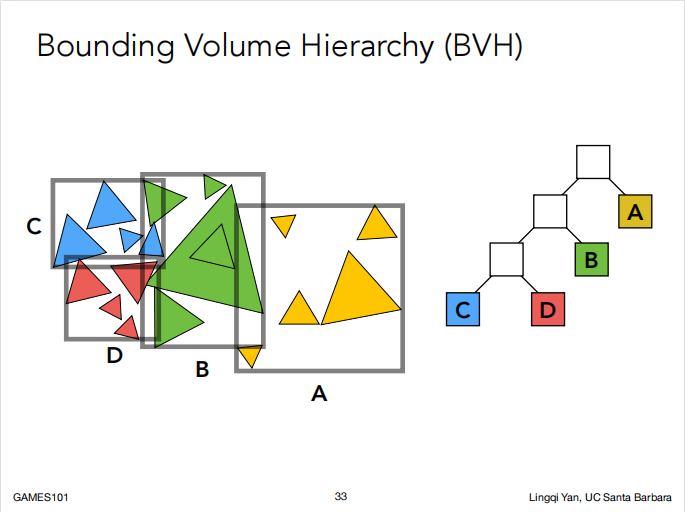 Bounding Volume Hierarchy (BVH)
C
D
B
A
A
B
C
D
GAMES101
33
Lingqi Yan, UC Santa Barbara